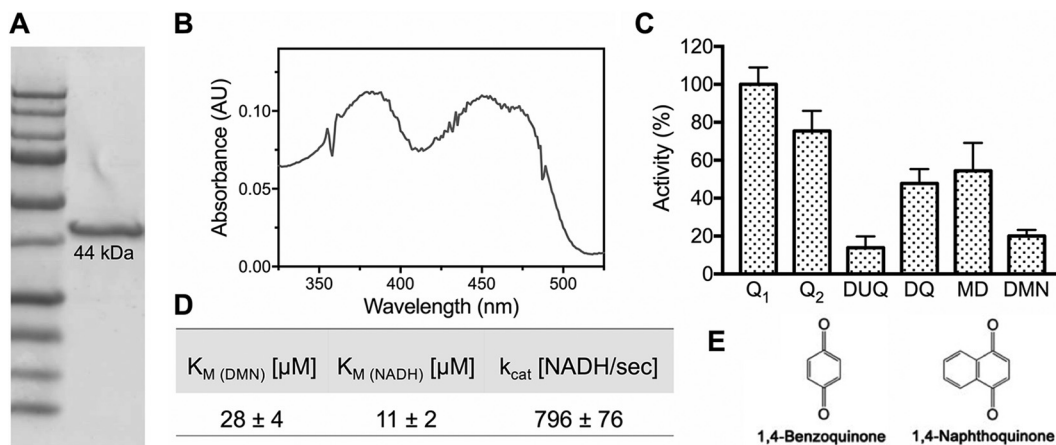 A
44 kDa
B
Absorbance (AU)
0.10
0.05
0.00
350 400 450 500
Wavelength (nm)
C
Activity (%)
120
100
80
60
40
20
0
Q1 Q2 DUQ DQ MD DMN
D
KM (DMN) [µM] KM (NADH) [µM] kcat [NADH/sec]
28 ± 4 11 ± 2 796 ± 76
E
O O
O O
1,4-Benzoquinone 1,4-Naphthoquinone